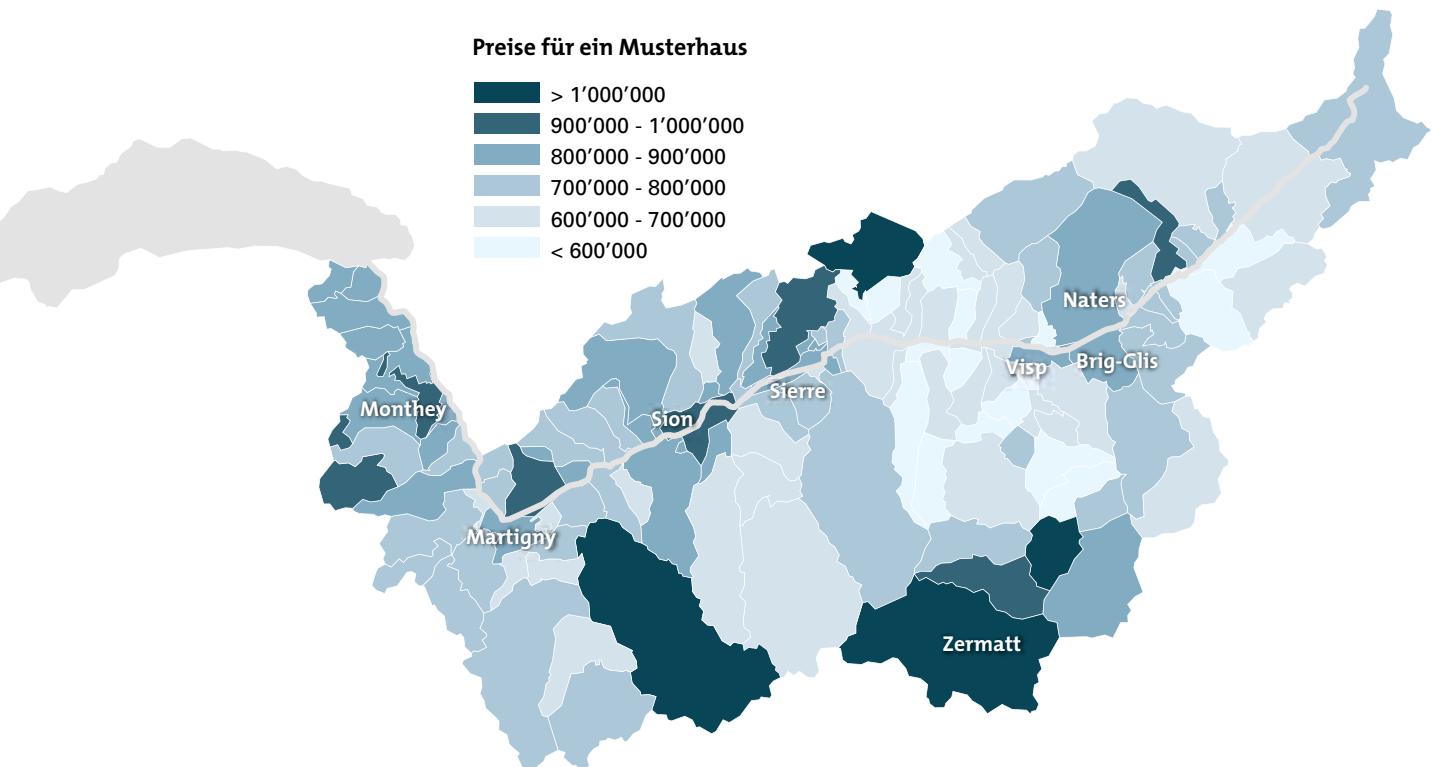 Preise für ein Musterhaus
> 1’000’000
900’000 - 1’000’000
800’000 - 900’000
700’000 - 800’000
600’000 - 700’000
< 600’000
Naters
Visp
Brig-Glis
Sierre
Monthey
Sion
Martigny
Zermatt